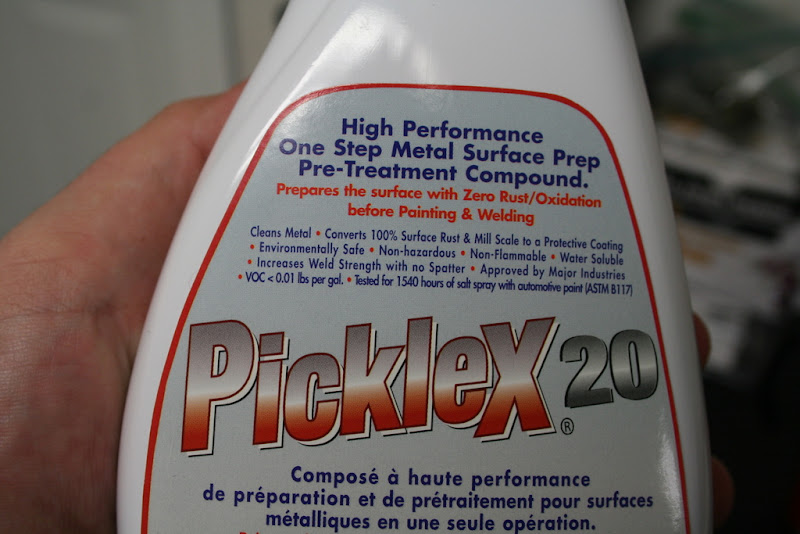 High Performance
One Step Metal Surface Prep
Pre-Treatment Compound.
Prepares the surface with Zero Rust/Oxidation
before Painting & Welding
Cleans Metal • Converts 100% Surface Rust & Mill Scale to a Protective Coating
• Environmentally Safe • Non-hazardous • Non-Flammable • Water Soluble
• Increases Weld Strength with no Spatter • Approved by Major Industries
• VOC < 0.01 lbs per gal. • Tested for 1540 hours of salt spray with automotive paint (ASTM B117)
Picklex 20
®
Composé à haute performance
de préparation et de prétraitement pour surfaces
métalliques en une seule opération.